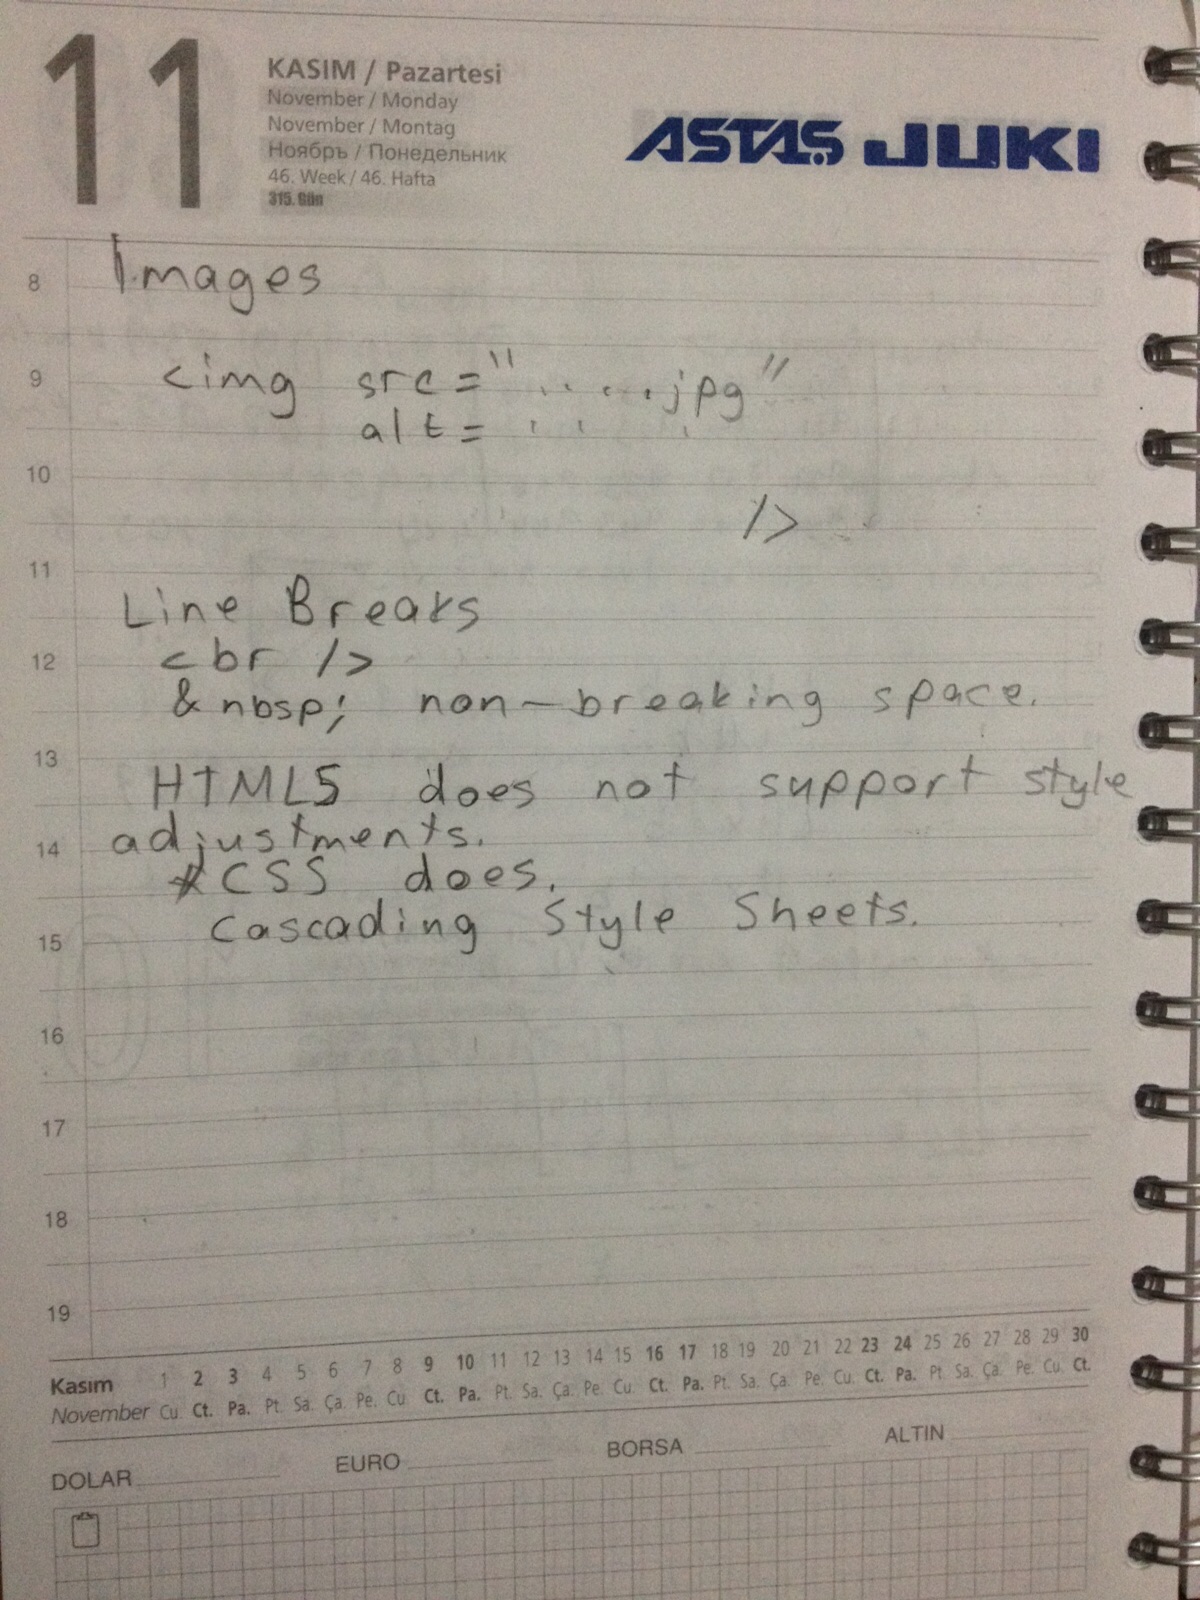 11
KASIM / Pazartesi
November / Monday
November / Montag
Ноябрь / Понедельник
46. Week / 46. Hafta
315. Gün
ASTAŞ JUKI
8 Images
9 <img src="......jpg"
alt= . . .
10
/>
11
Line Breaks
12 <br />
&nbsp; non-breaking space.
13
HTML5 does not support style
14 adjustments.
*CSS does.
15 Cascading Style Sheets.
16
17
18
19
1 2 3 4 5 6 7 8 9 10 11 12 13 14 15 16 17 18 19 20 21 22 23 24 25 26 27 28 29 30
Kasım
November Cu. Ct. Pa. Pt. Sa. Ça. Pe. Cu. Ct. Pa. Pt. Sa. Ça. Pe. Cu. Ct. Pa. Pt. Sa. Ça. Pe. Cu. Ct. Pa. Pt. Sa. Ça. Pe. Cu. Ct.
DOLAR EURO BORSA ALTIN